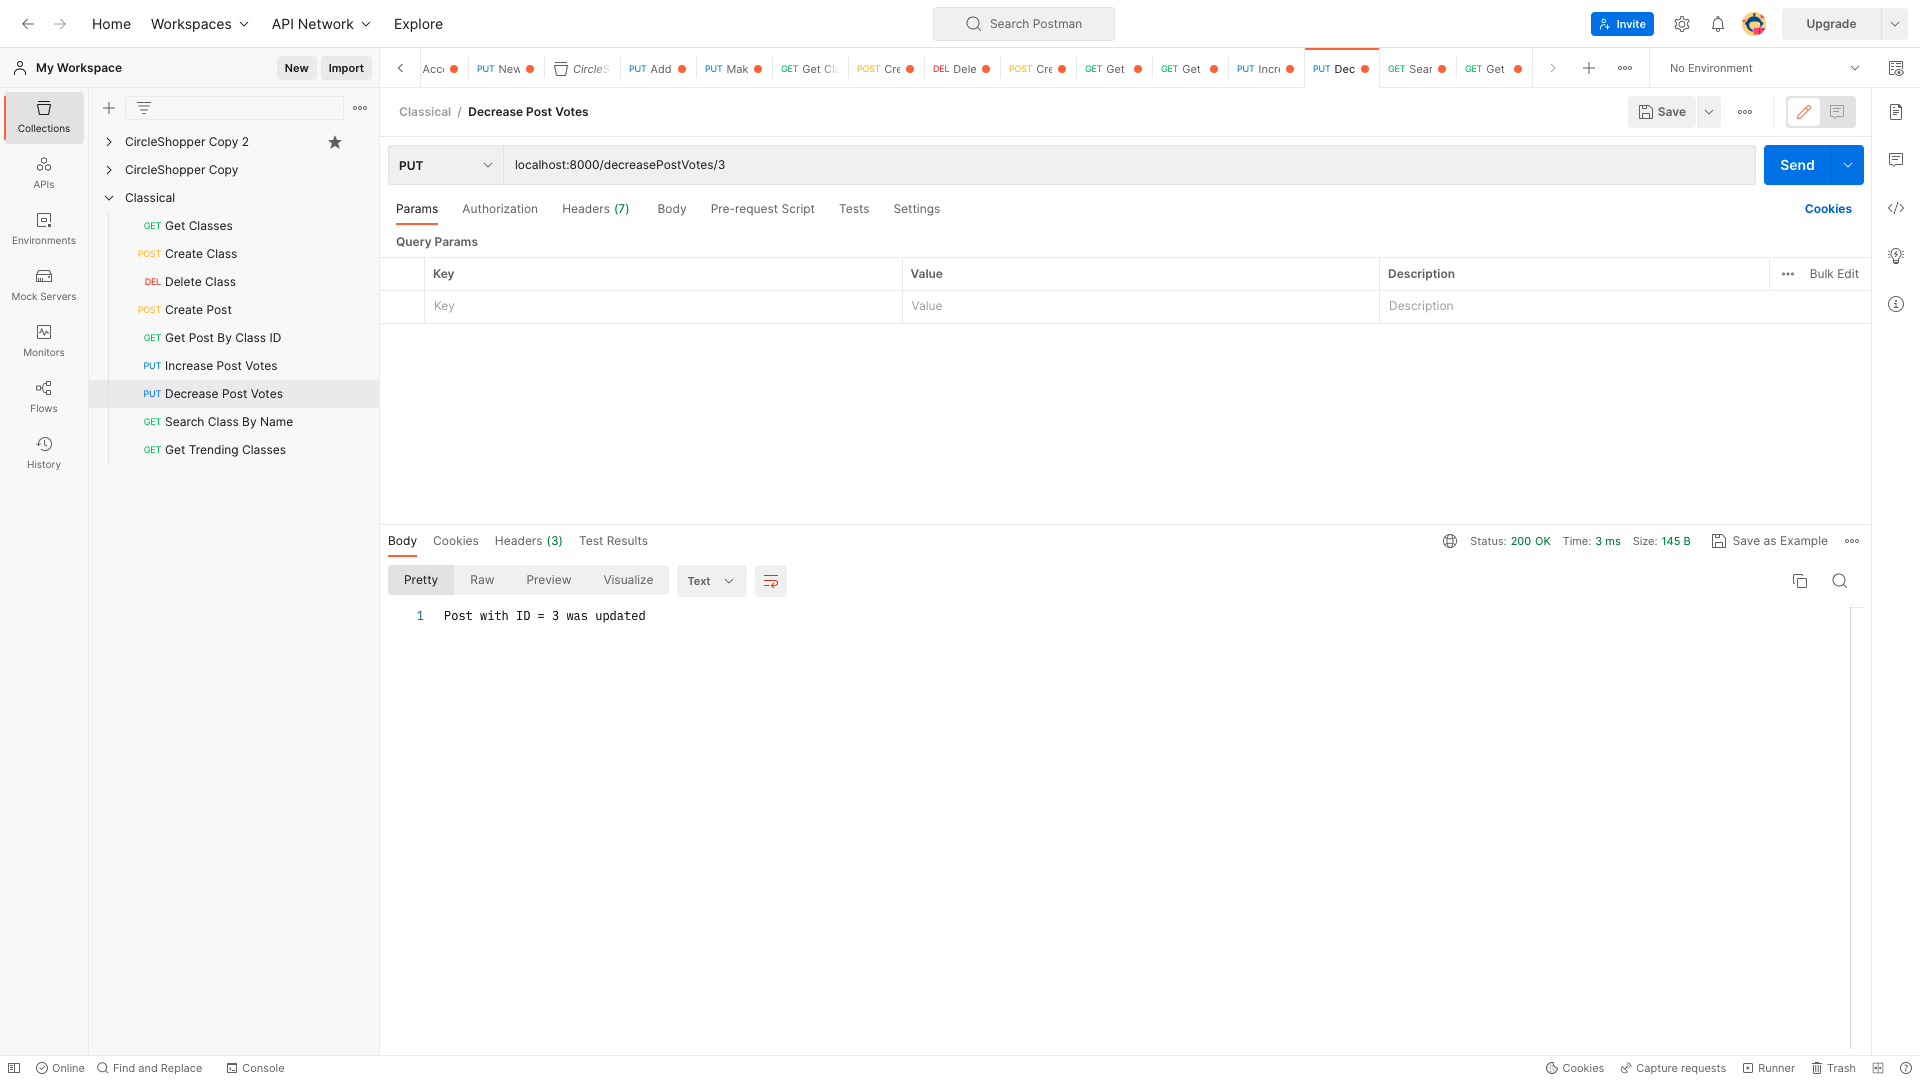 Home Workspaces API Network Explore Search Postman Invite Upgrade
My Workspace New Import
Acc PUT New CircleS PUT Add PUT Mak GET Get Cla POST Cre DEL Dele POST Cre GET Get GET Get PUT Incre PUT Dec GET Sear GET Get No Environment
Collections
APIs
Environments
Mock Servers
Monitors
Flows
History
CircleShopper Copy 2
CircleShopper Copy
Classical
GET Get Classes
POST Create Class
DEL Delete Class
POST Create Post
GET Get Post By Class ID
PUT Increase Post Votes
PUT Decrease Post Votes
GET Search Class By Name
GET Get Trending Classes
Classical / Decrease Post Votes Save
PUT localhost:8000/decreasePostVotes/3 Send
Params Authorization Headers (7) Body Pre-request Script Tests Settings Cookies
Query Params
Key Value Description Bulk Edit
Key Value Description
Body Cookies Headers (3) Test Results Status: 200 OK Time: 3 ms Size: 145 B Save as Example
Pretty Raw Preview Visualize Text
1 Post with ID = 3 was updated
Online Find and Replace Console Cookies Capture requests Runner Trash